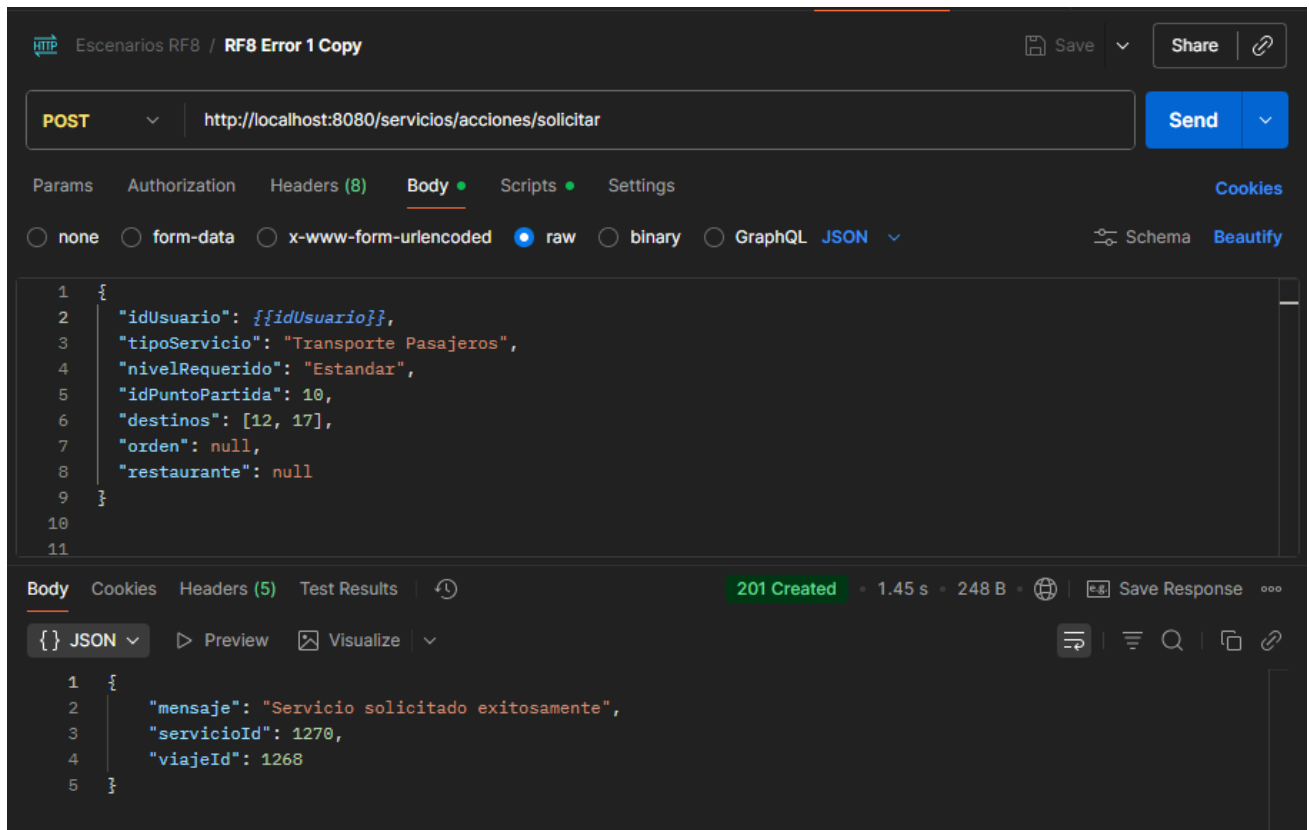 HTTP Escenarios RF8 / RF8 Error 1 Copy Save Share
POST http://localhost:8080/servicios/acciones/solicitar Send
Params Authorization Headers (8) Body Scripts Settings Cookies
none form-data x-www-form-urlencoded raw binary GraphQL JSON Schema Beautify
1 {
2 "idUsuario": {{idUsuario}},
3 "tipoServicio": "Transporte Pasajeros",
4 "nivelRequerido": "Estandar",
5 "idPuntoPartida": 10,
6 "destinos": [12, 17],
7 "orden": null,
8 "restaurante": null
9 }
10
11
Body Cookies Headers (5) Test Results 201 Created • 1.45 s • 248 B • e.g. Save Response
{} JSON Preview Visualize
1 {
2 "mensaje": "Servicio solicitado exitosamente",
3 "servicioId": 1270,
4 "viajeId": 1268
5 }